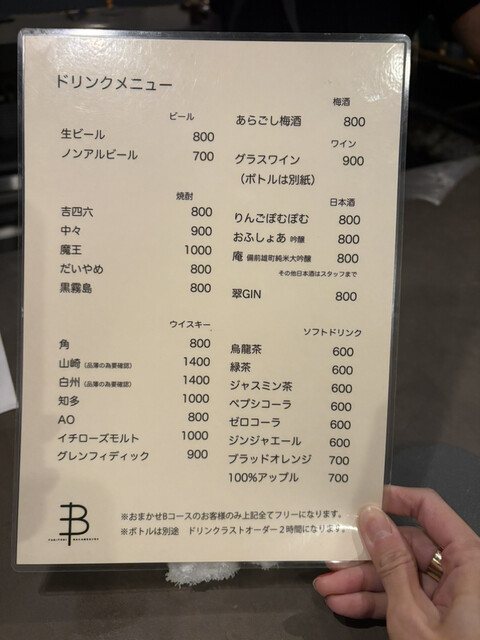 ドリンクメニュー
ビール
生ビール 800
ノンアルビール 700
焼酎
吉四六 800
中々 900
魔王 1000
だいやめ 800
黒霧島 800
ウイスキー
角 800
山崎(品薄の為要確認) 1400
白州(品薄の為要確認) 1400
知多 1000
AO 800
イチローズモルト 1000
グレンフィディック 900
梅酒
あらごし梅酒 800
ワイン
グラスワイン 900
(ボトルは別紙)
日本酒
りんごぽむぽむ 800
おふしょあ 吟醸 800
庵 備前雄町純米大吟醸 800
その他日本酒はスタッフまで
翠GIN 800
ソフトドリンク
烏龍茶 600
緑茶 600
ジャスミン茶 600
ペプシコーラ 600
ゼロコーラ 600
ジンジャエール 600
ブラッドオレンジ 700
100%アップル 700
※おまかせBコースのお客様のみ上記全てフリーになります。
※ボトルは別途 ドリンクラストオーダー2時間になります。
B